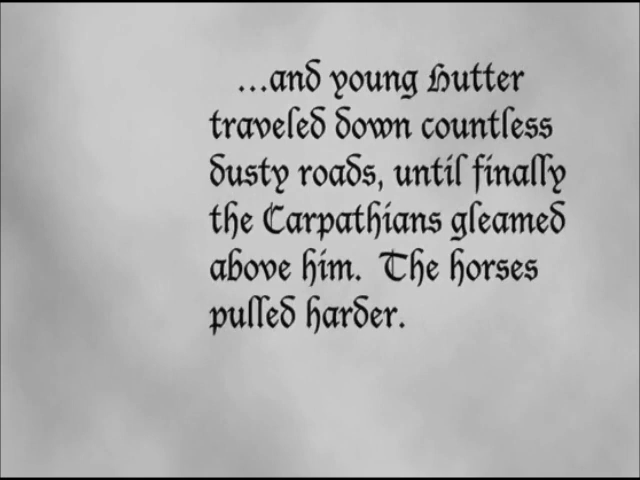 ...and young Hutter
traveled down countless
dusty roads, until finally
the Carpathians gleamed
above him. The horses
pulled harder.